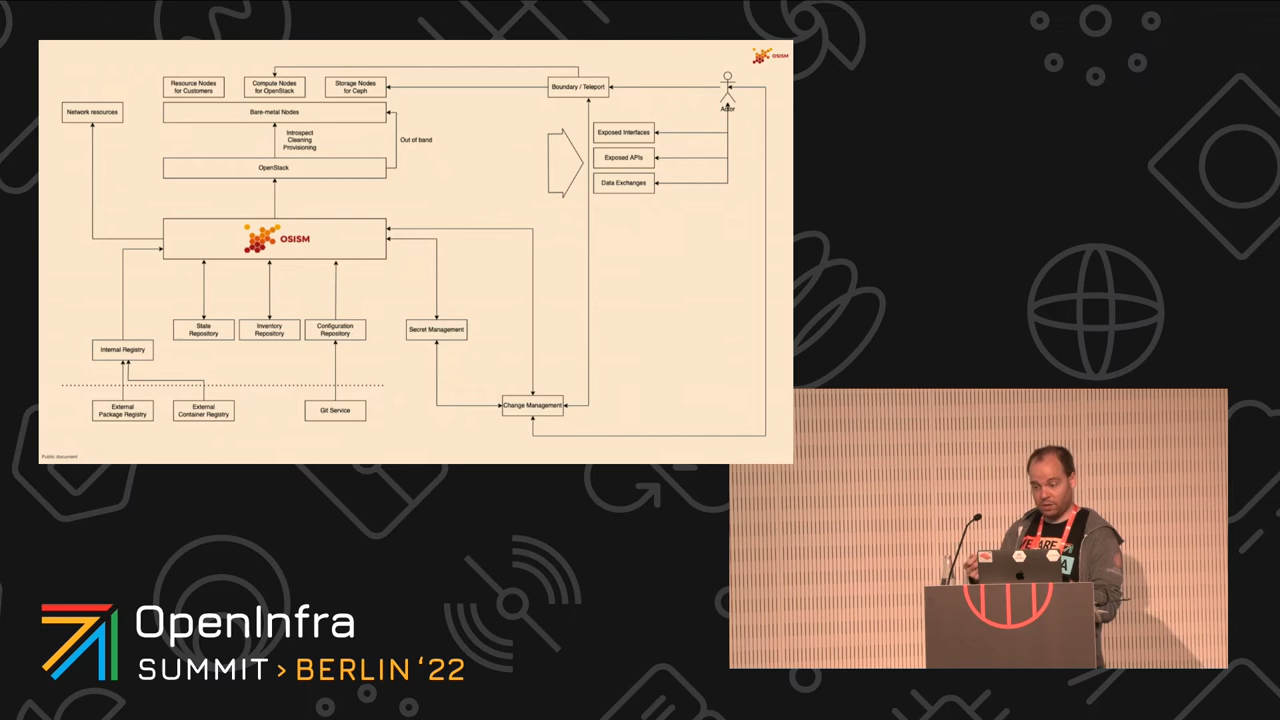 OSISM
Resource Nodes
for Customers
Compute Nodes
for OpenStack
Storage Nodes
for Ceph
Boundary / Teleport
Actor
Network resources
Bare-metal Nodes
Introspect
Cleaning
Provisioning
Out of band
Exposed Interfaces
Exposed APIs
Data Exchanges
OpenStack
OSISM
State
Repository
Inventory
Repository
Configuration
Repository
Secret Management
Internal Registry
External
Package Registry
External
Container Registry
Git Service
Change Management
Public document
OpenInfra
SUMMIT > BERLIN '22